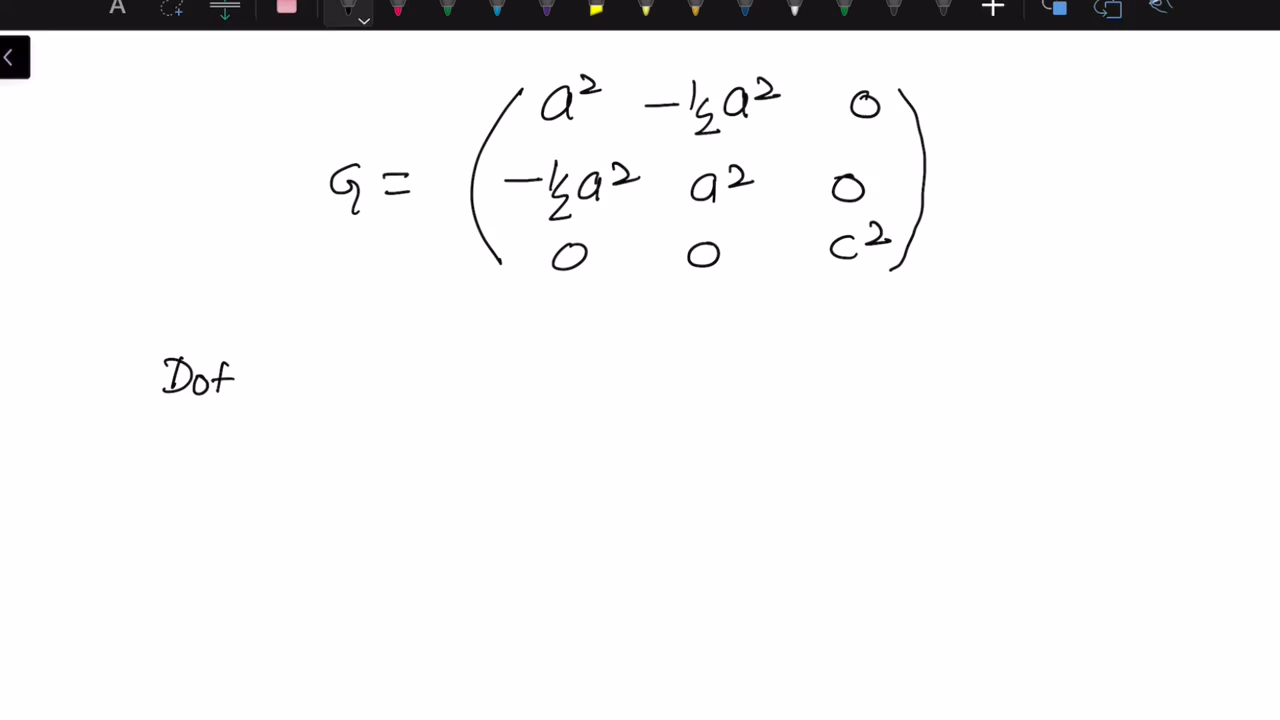 a² -½a² 0
G = -½a² a² 0
0 0 c²
Dof